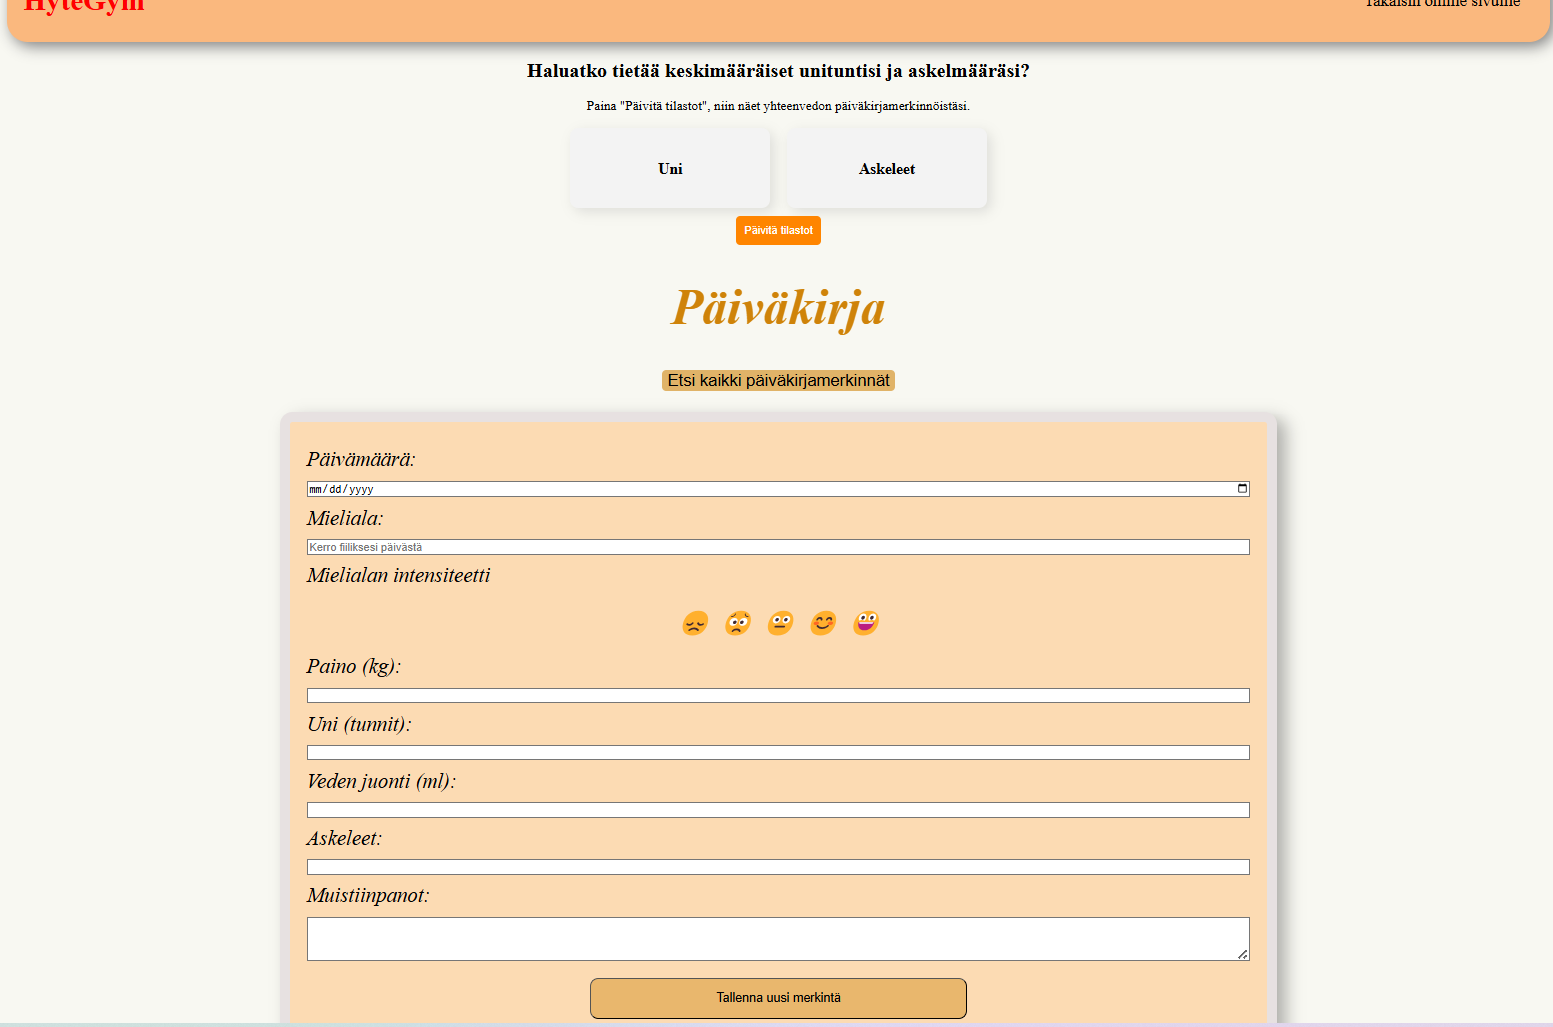 HyteGym
Takaisin omille sivuille
Haluatko tietää keskimääräiset unituntisi ja askelmääräsi?
Paina "Päivitä tilastot", niin näet yhteenvedon päiväkirjamerkinnöistäsi.
Uni
Askeleet
Päivitä tilastot
Päiväkirja
Etsi kaikki päiväkirjamerkinnät
Päivämäärä:
mm/dd/yyyy
Mieliala:
Kerro fiiliksesi päivästä
Mielialan intensiteetti
Paino (kg):
Uni (tunnit):
Veden juonti (ml):
Askeleet:
Muistiinpanot:
Tallenna uusi merkintä